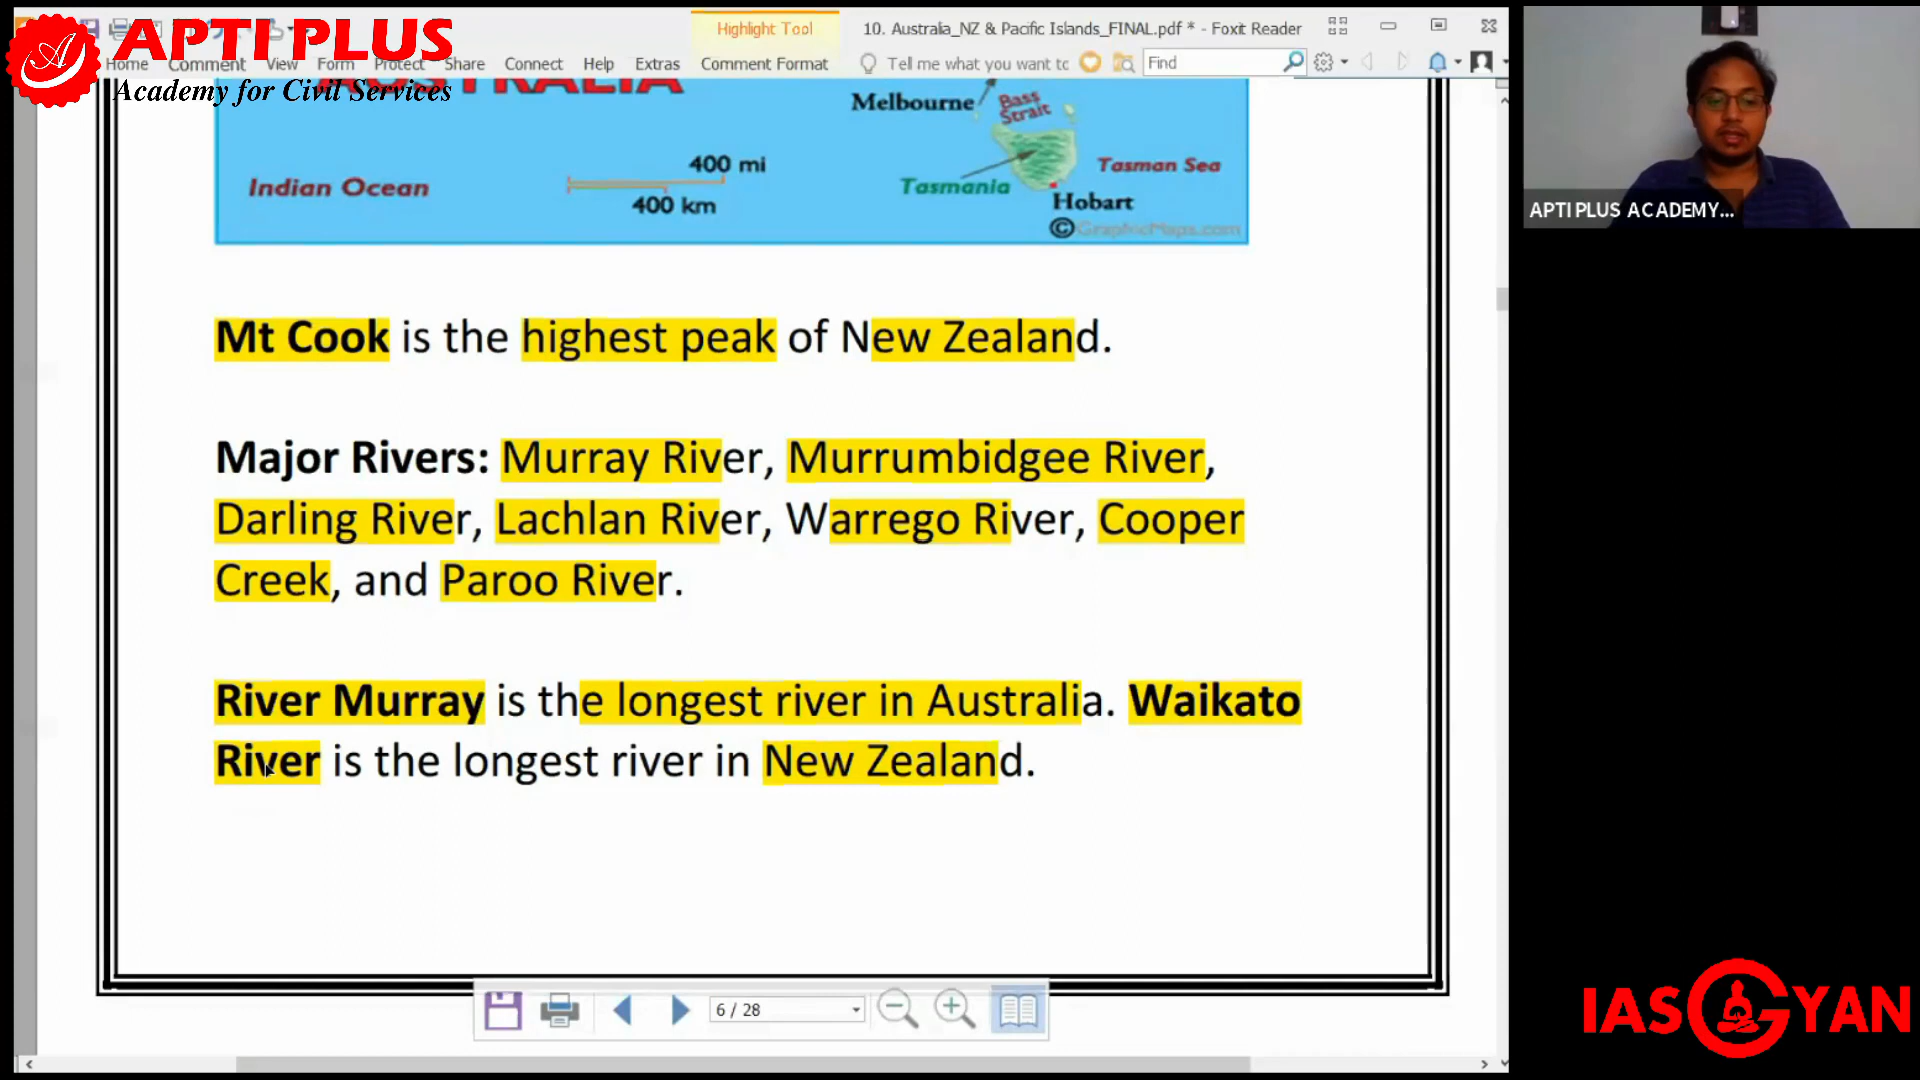 APTI PLUS
Academy for Civil Services
Highlight Tool
10. Australia_NZ & Pacific Islands_FINAL.pdf * - Foxit Reader
Home Comment View Form Protect Share Connect Help Extras Comment Format Tell me what you want to Find
Melbourne
Bass
Strait
400 mi
Tasman Sea
Indian Ocean
Tasmania
400 km
Hobart
© GraphicMaps.com
APTI PLUS ACADEMY...
Mt Cook is the highest peak of New Zealand.
Major Rivers: Murray River, Murrumbidgee River,
Darling River, Lachlan River, Warrego River, Cooper
Creek, and Paroo River.
River Murray is the longest river in Australia. Waikato
River is the longest river in New Zealand.
6 / 28
IAS GYAN